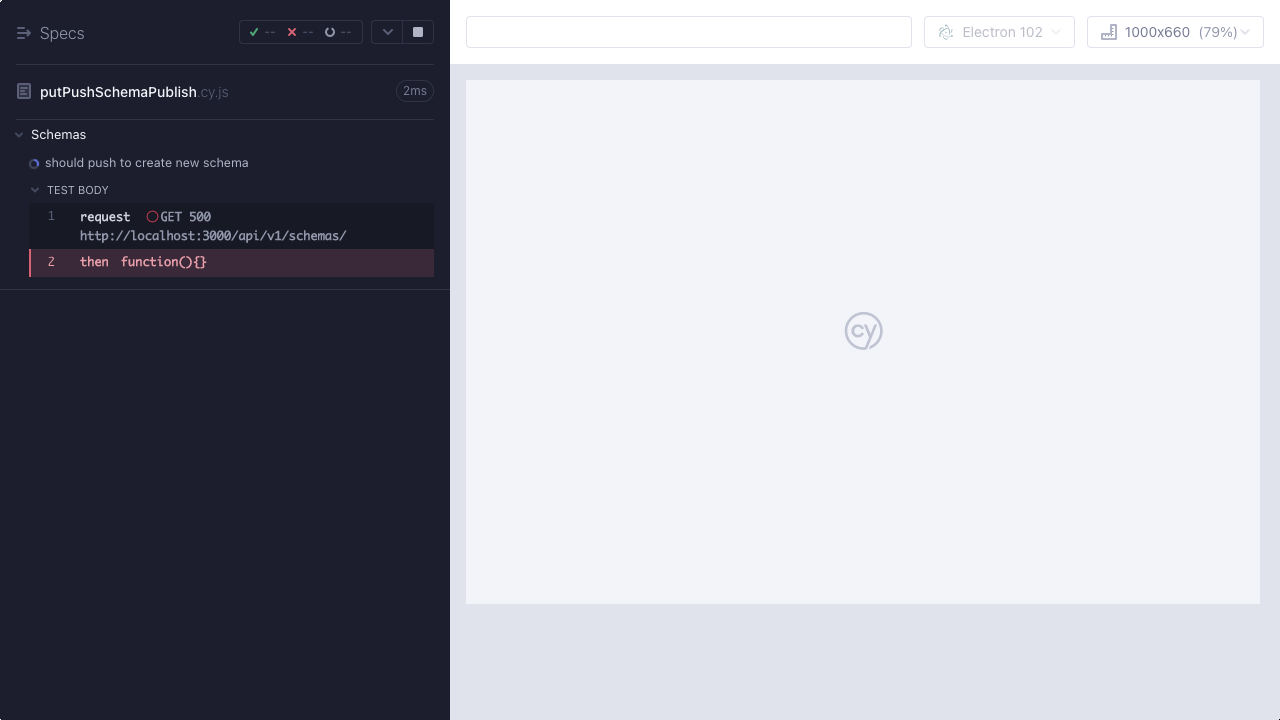 Specs
-- -- --
putPushSchemaPublish.cy.js
2ms
Schemas
should push to create new schema
TEST BODY
1 request GET 500
http://localhost:3000/api/v1/schemas/
2 then function(){}
Electron 102
1000x660 (79%)
cy